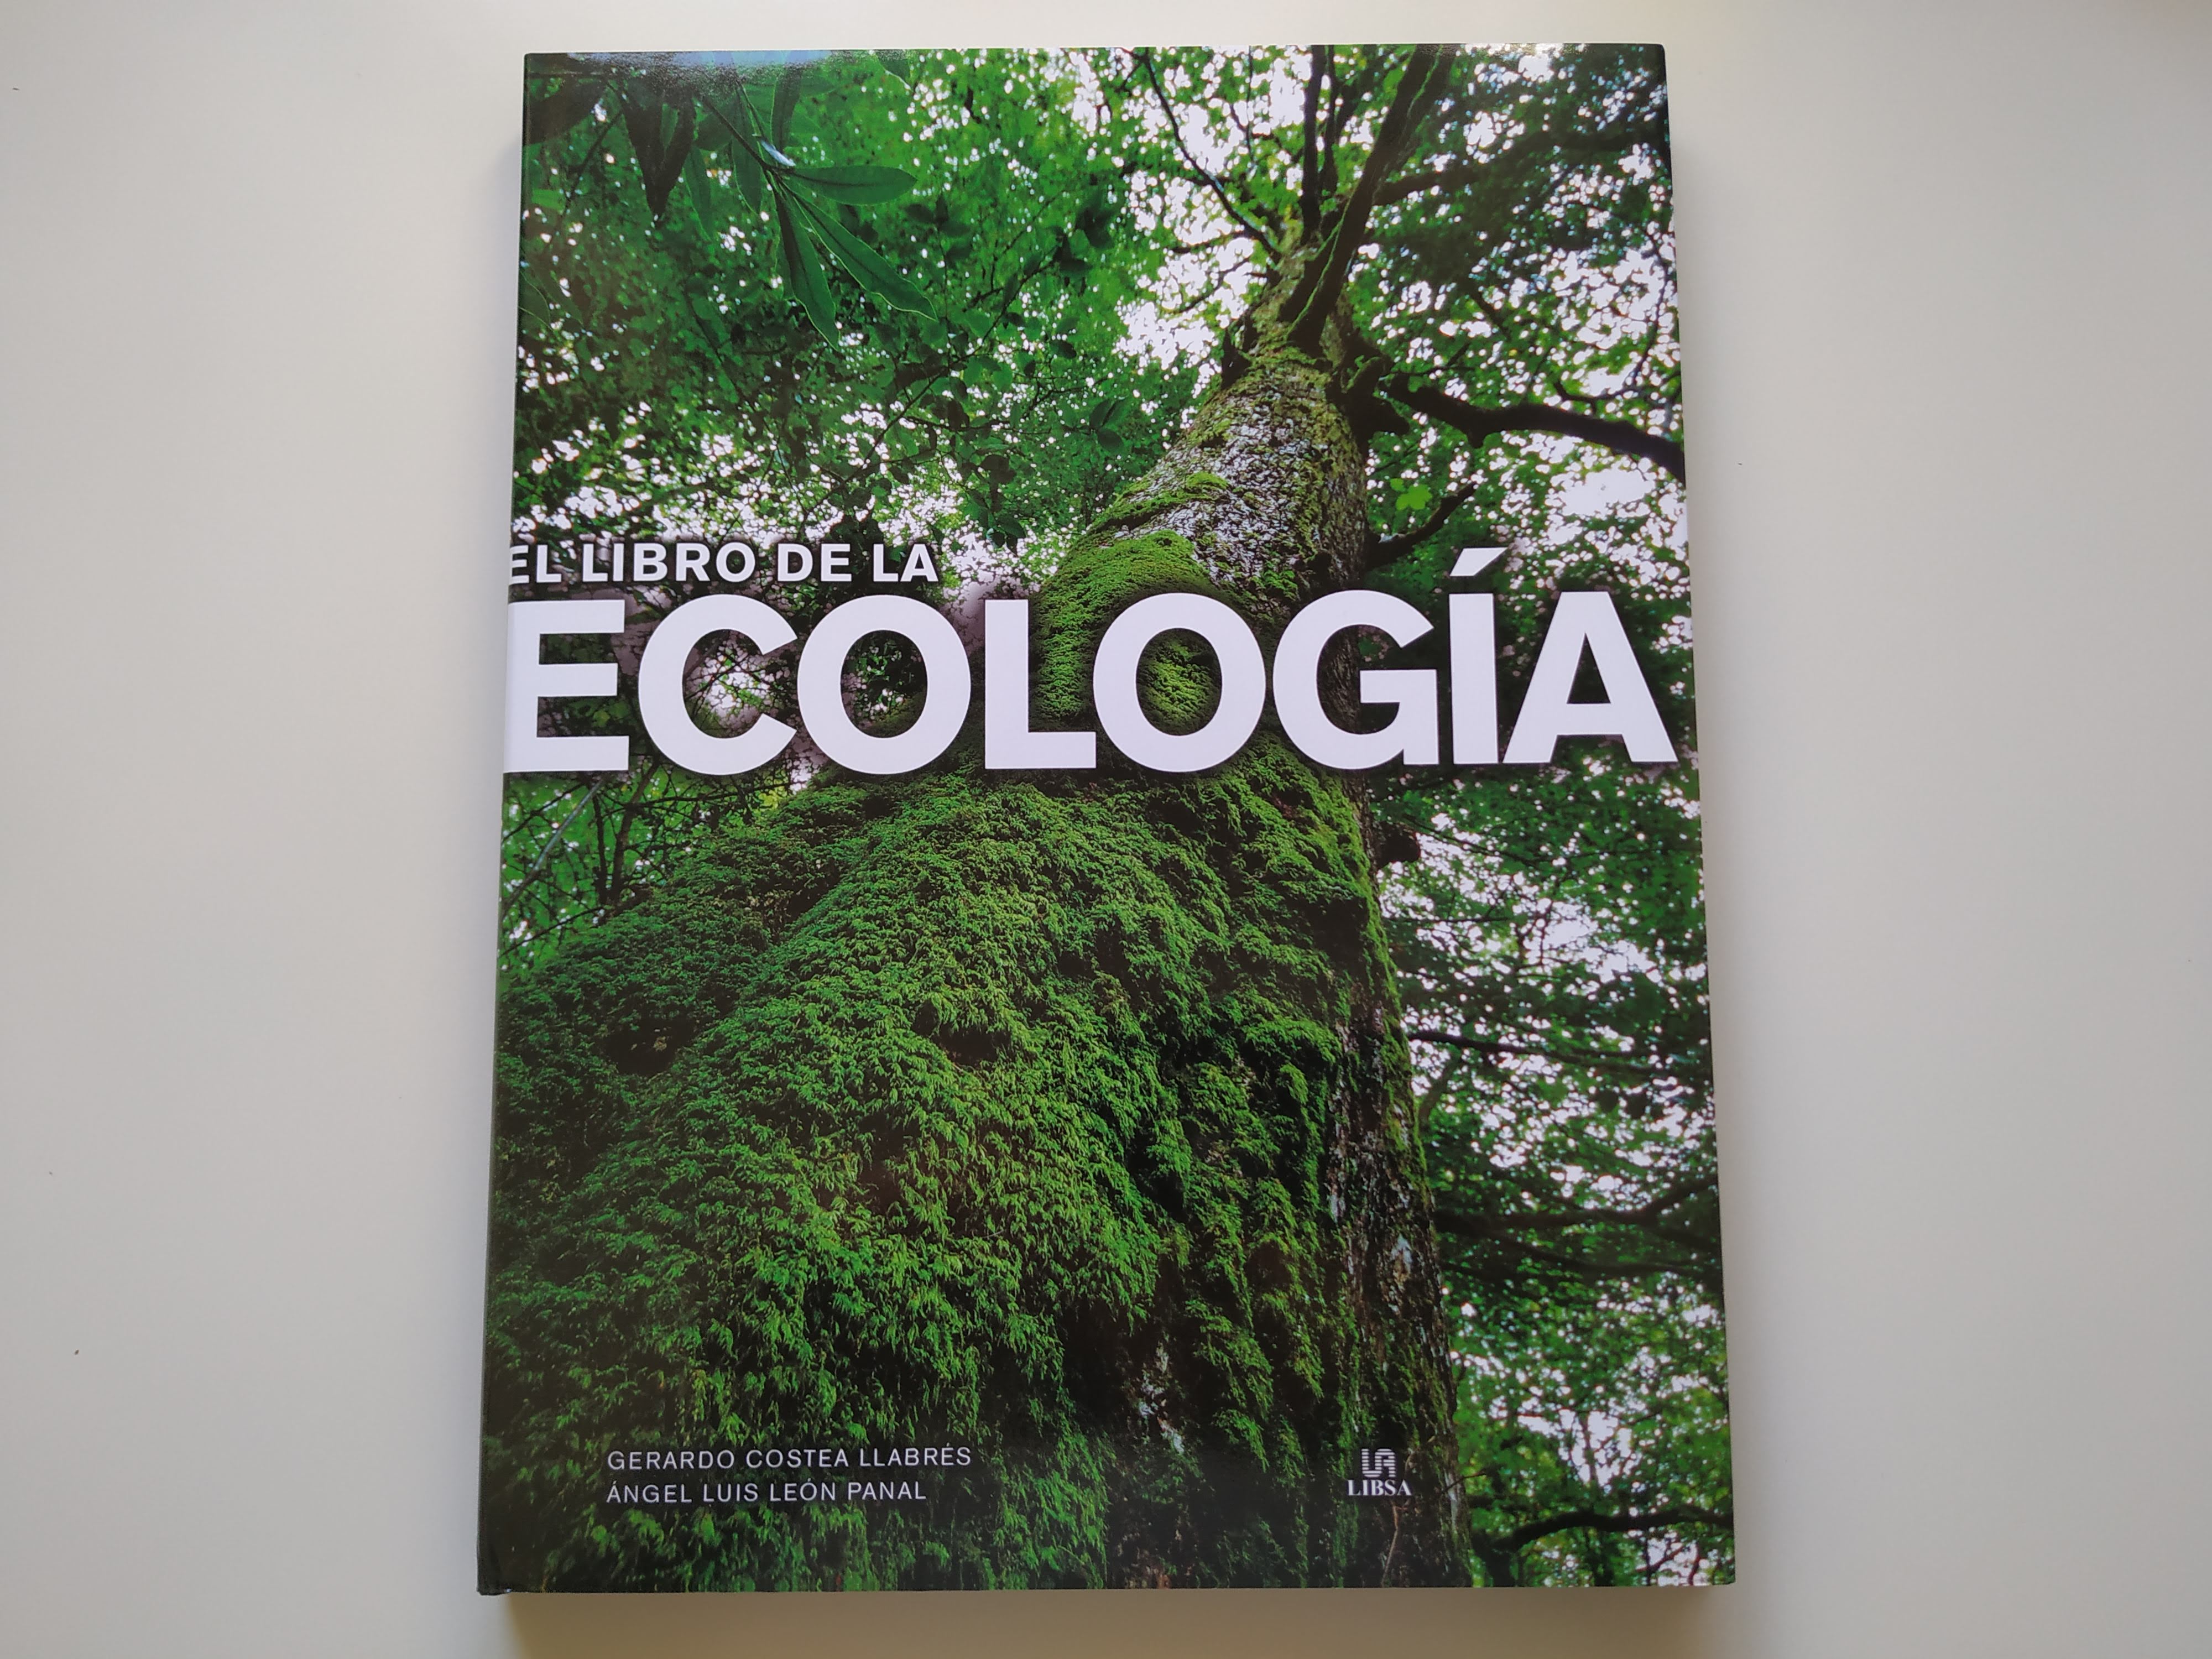 EL LIBRO DE LA
ECOLOGÍA
GERARDO COSTEA LLABRÉS
ÁNGEL LUIS LEÓN PANAL
LIBSA